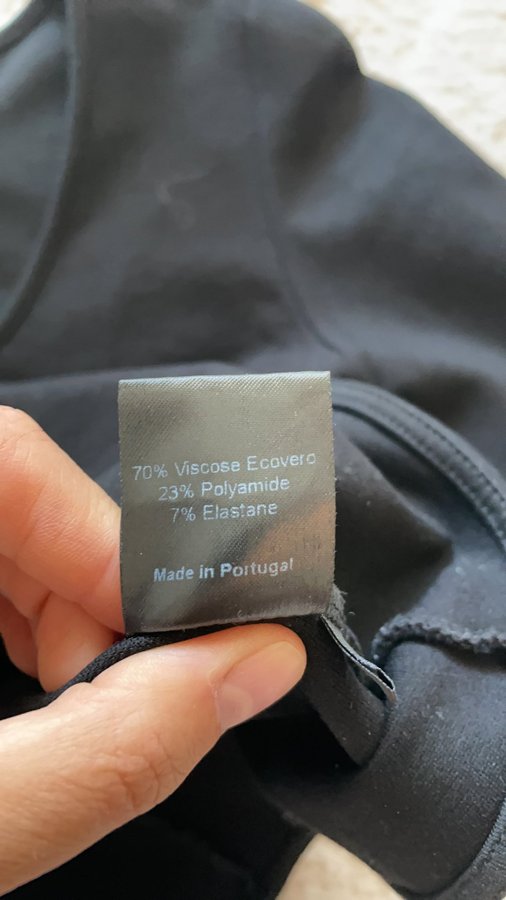 70% Viscose Ecovero
23% Polyamide
7% Elastane
Made in Portugal